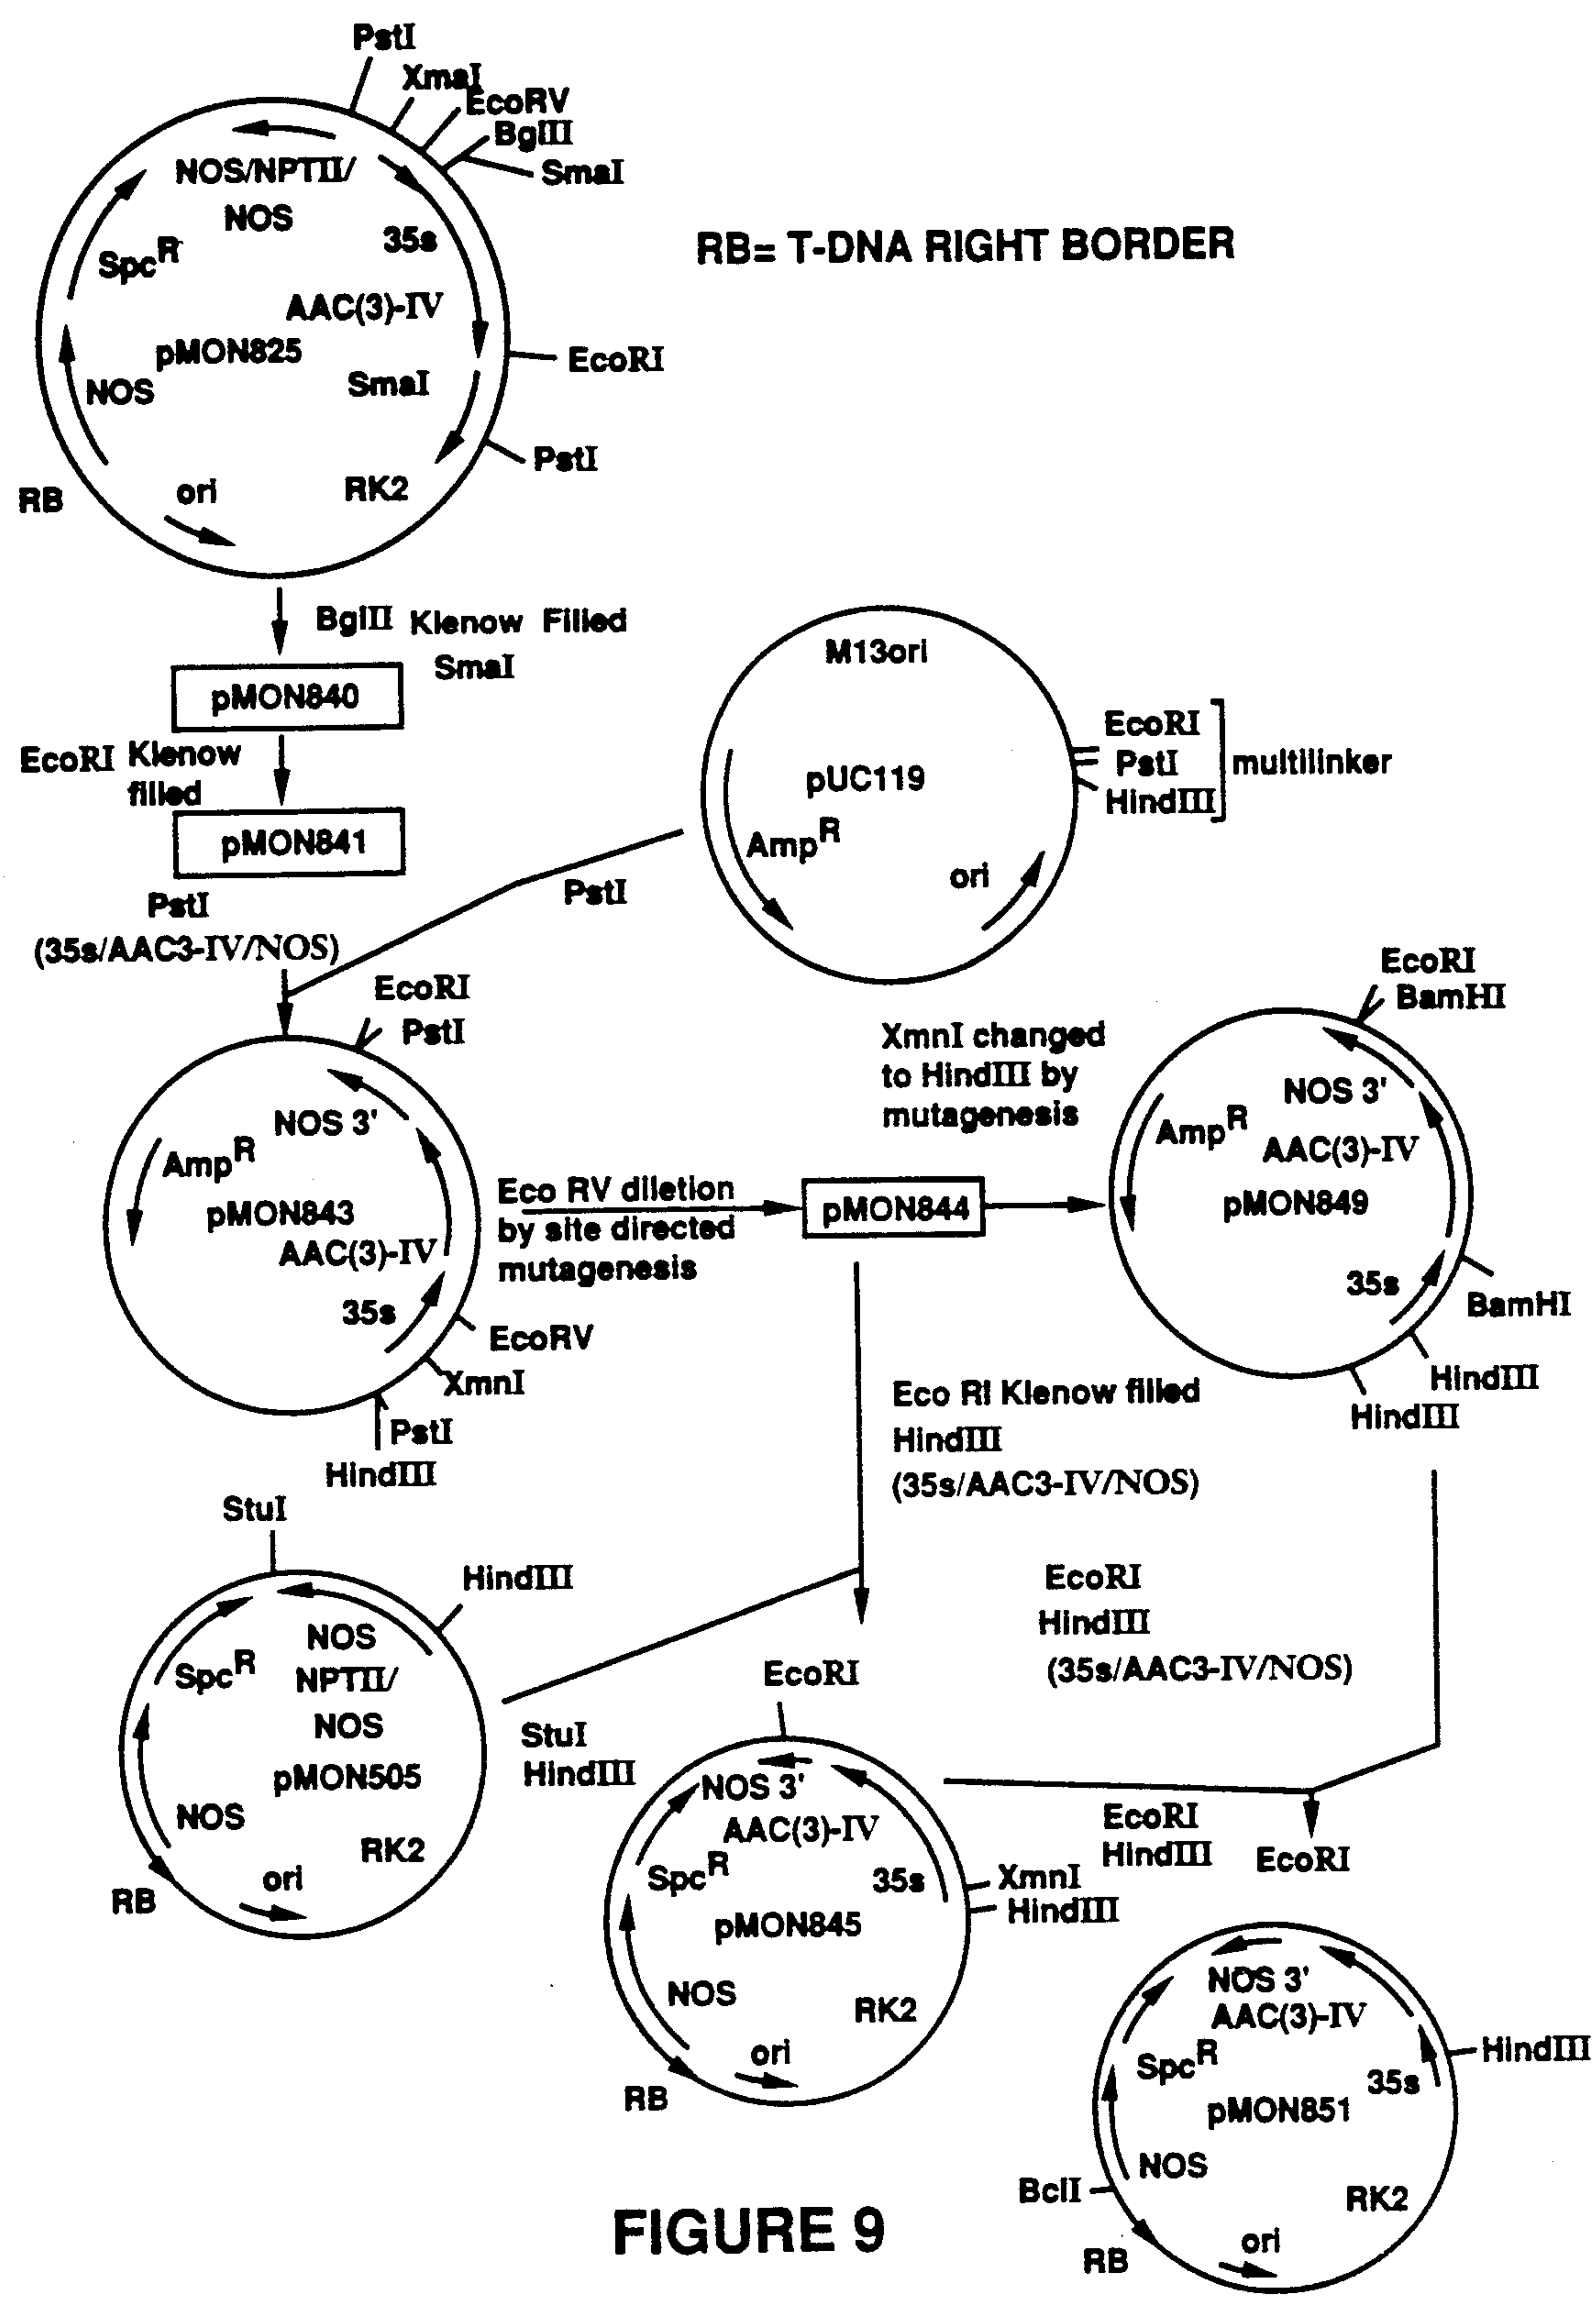 PstI
XmaI
EcoRV
BglII
SmaI
NOS/NPTII/
NOS
35s
SpcR
AAC(3)-IV
pMON825
EcoRI
NOS
SmaI
PstI
RB
ori
RK2
RB= T-DNA RIGHT BORDER
BglII Klenow Filled
SmaI
pMON840
EcoRI Klenow
filled
pMON841
PstI
(35s/AAC3-IV/NOS)
PstI
M13ori
EcoRI
PstI
HindIII
multilinker
pUC119
AmpR
ori
EcoRI
PstI
NOS 3'
AmpR
pMON843
AAC(3)-IV
35s
EcoRV
XmnI
PstI
HindIII
Eco RV diletion
by site directed
mutagenesis
pMON844
XmnI changed
to HindIII by
mutagenesis
EcoRI
BamHI
NOS 3'
AmpR
AAC(3)-IV
pMON849
35s
BamHI
HindIII
HindIII
Eco RI Klenow filled
HindIII
(35s/AAC3-IV/NOS)
StuI
HindIII
NOS
SpcR
NPTII/
NOS
pMON505
NOS
RK2
RB
ori
StuI
HindIII
EcoRI
HindIII
(35s/AAC3-IV/NOS)
EcoRI
NOS 3'
AAC(3)-IV
SpcR
35s
XmnI
HindIII
pMON845
NOS
RK2
ori
RB
EcoRI
HindIII
EcoRI
NOS 3'
AAC(3)-IV
HindIII
SpcR
35s
pMON851
NOS
BclI
RK2
ori
RB
FIGURE 9